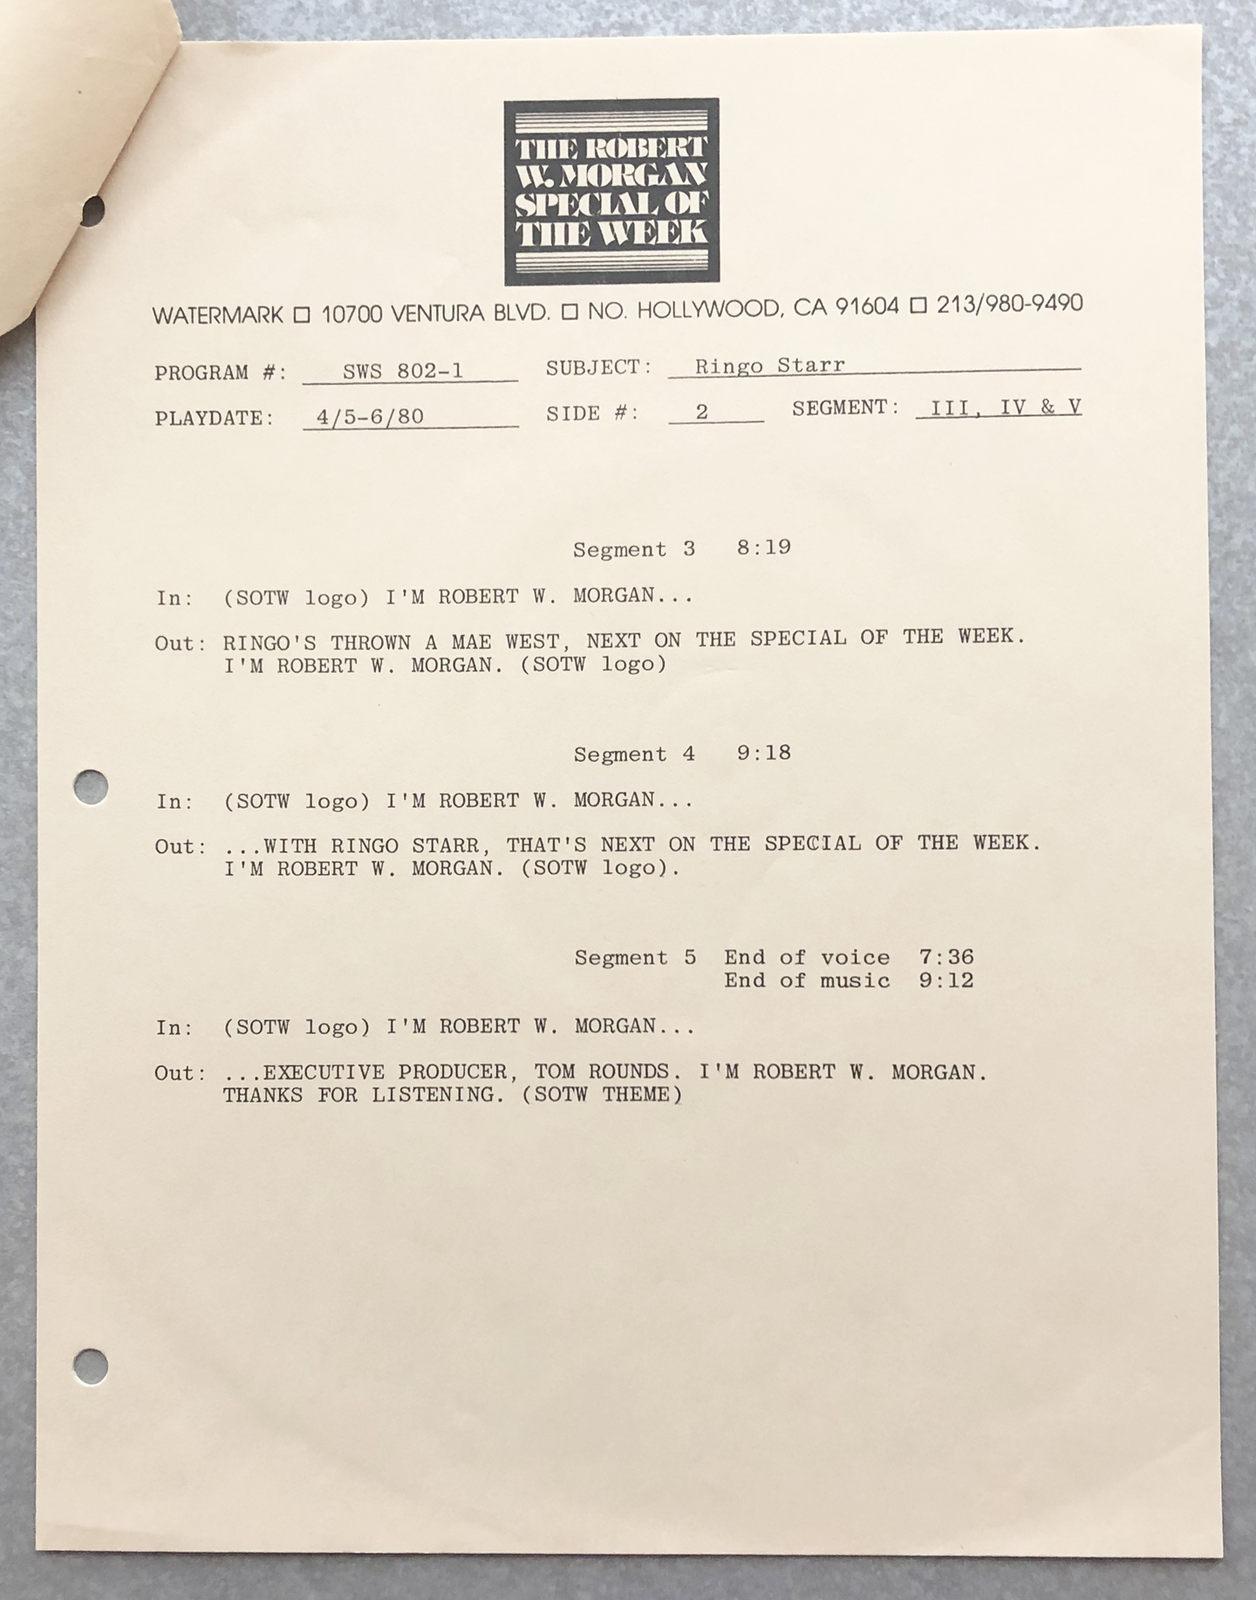 THE ROBERT
W. MORGAN
SPECIAL OF
THE WEEK
WATERMARK □ 10700 VENTURA BLVD. □ NO. HOLLYWOOD, CA 91604 □ 213/980-9490
PROGRAM #: SWS 802-1 SUBJECT: Ringo Starr
PLAYDATE: 4/5-6/80 SIDE #: 2 SEGMENT: III, IV & V
Segment 3 8:19
In: (SOTW logo) I'M ROBERT W. MORGAN...
Out: RINGO'S THROWN A MAE WEST, NEXT ON THE SPECIAL OF THE WEEK.
I'M ROBERT W. MORGAN. (SOTW logo)
Segment 4 9:18
In: (SOTW logo) I'M ROBERT W. MORGAN...
Out: ...WITH RINGO STARR, THAT'S NEXT ON THE SPECIAL OF THE WEEK.
I'M ROBERT W. MORGAN. (SOTW logo).
Segment 5 End of voice 7:36
End of music 9:12
In: (SOTW logo) I'M ROBERT W. MORGAN...
Out: ...EXECUTIVE PRODUCER, TOM ROUNDS. I'M ROBERT W. MORGAN.
THANKS FOR LISTENING. (SOTW THEME)